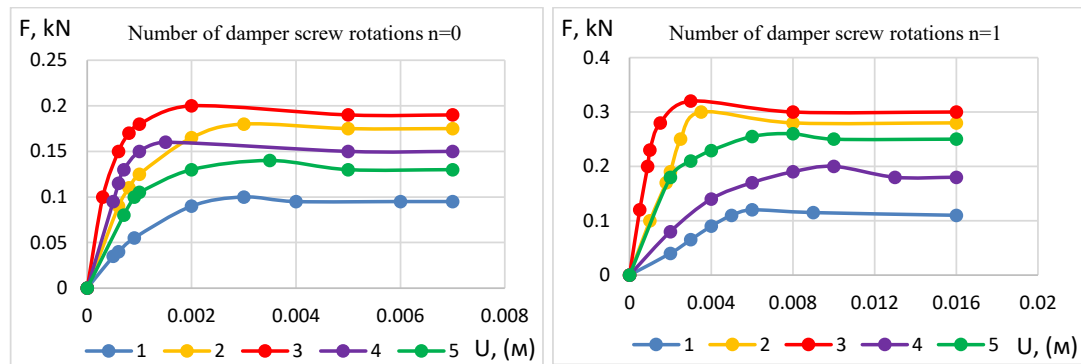 F, kN
Number of damper screw rotations n=0
0.25
0.2
0.15
0.1
0.05
0
0 0.002 0.004 0.006 0.008
1 2 3 4 5 U, (м)
F, kN
Number of damper screw rotations n=1
0.4
0.3
0.2
0.1
0
0 0.004 0.008 0.012 0.016 0.02
1 2 3 4 5 U, (м)